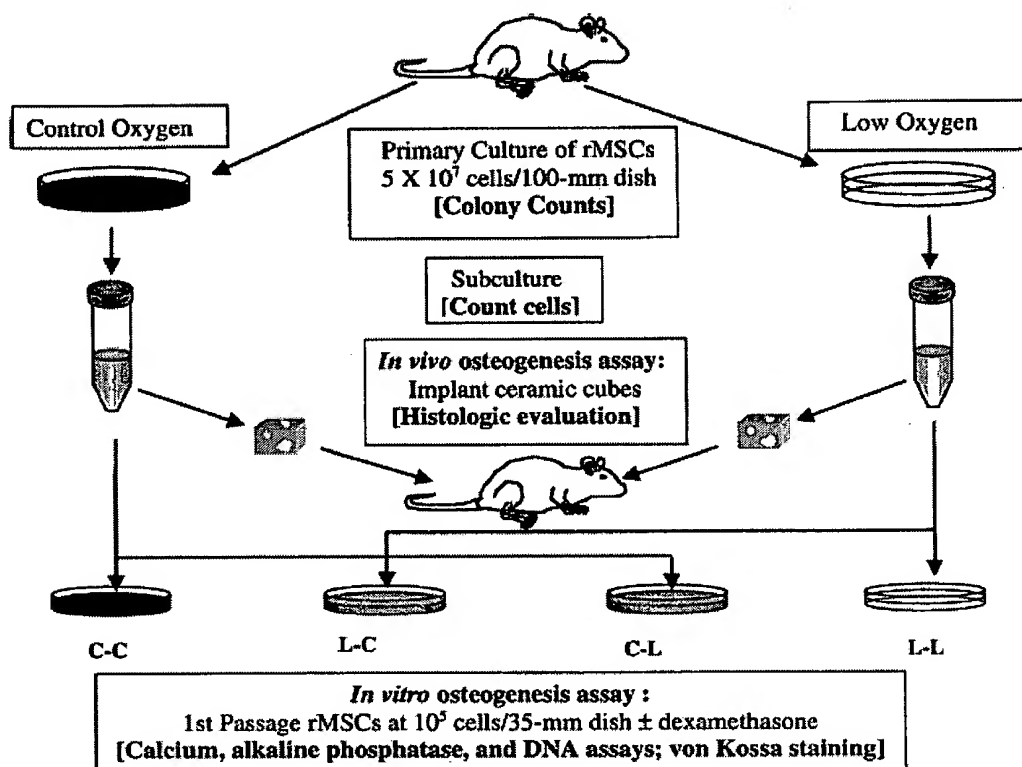 Control Oxygen
Low Oxygen
Primary Culture of rMSCs
5 X 10⁷ cells/100-mm dish
[Colony Counts]
Subculture
[Count cells]
In vivo osteogenesis assay:
Implant ceramic cubes
[Histologic evaluation]
C-C
L-C
C-L
L-L
In vitro osteogenesis assay :
1st Passage rMSCs at 10⁵ cells/35-mm dish ± dexamethasone
[Calcium, alkaline phosphatase, and DNA assays; von Kossa staining]